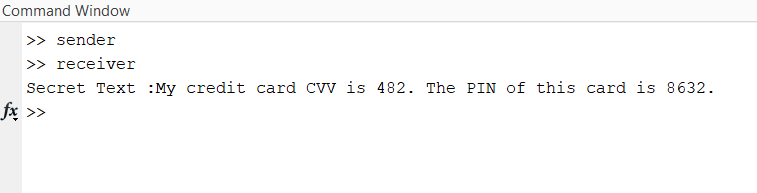 Command Window
>> sender
>> receiver
Secret Text :My credit card CVV is 482. The PIN of this card is 8632.
fx >>